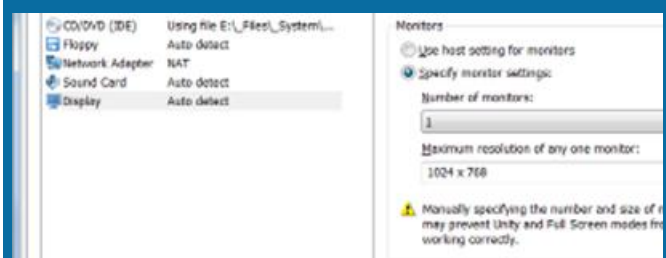 CD/DVD (IDE) Using file E:\_Files\_System\...
Floppy Auto detect
Network Adapter NAT
Sound Card Auto detect
Display Auto detect
Monitors
Use host setting for monitors
Specify monitor settings:
Number of monitors:
1
Maximum resolution of any one monitor:
1024 x 768
Manually specifying the number and size of
may prevent Unity and Full Screen modes
working correctly.